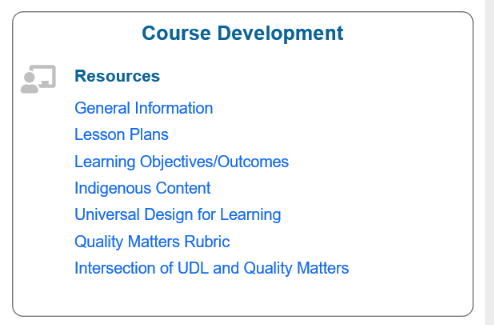 Course Development
Resources
General Information
Lesson Plans
Learning Objectives/Outcomes
Indigenous Content
Universal Design for Learning
Quality Matters Rubric
Intersection of UDL and Quality Matters